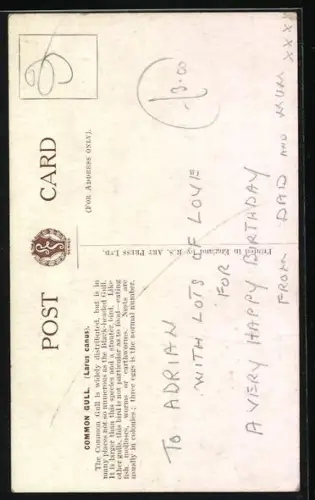 COMMON GULL. (Larus canus).
The Common Gull is widely distributed, but is in
many places not so numerous as the Black-headed Gull.
It is larger than this species and a stouter bird. Like
other gulls, this bird is not particular as to food—eating
fish, molluscs, worms or earthworms. Nests are
usually in colonies; three eggs is the normal number.
POST CARD
(FOR ADDRESS ONLY).
Printed in England by R.S. ART PRESS LTD.
13.00
TO ADRIAN
WITH LOTS OF LOVE
FOR
A VERY HAPPY BIRTHDAY
FROM DAD AND MUM XXXX